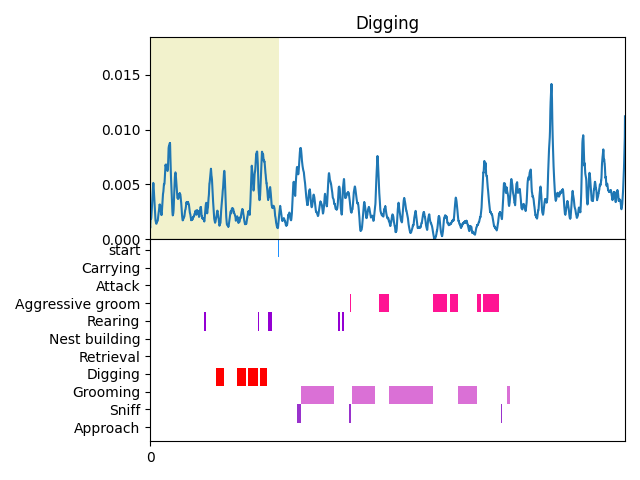 Digging
0.015
0.010
0.005
0.000
start
Carrying
Attack
Aggressive groom
Rearing
Nest building
Retrieval
Digging
Grooming
Sniff
Approach
0